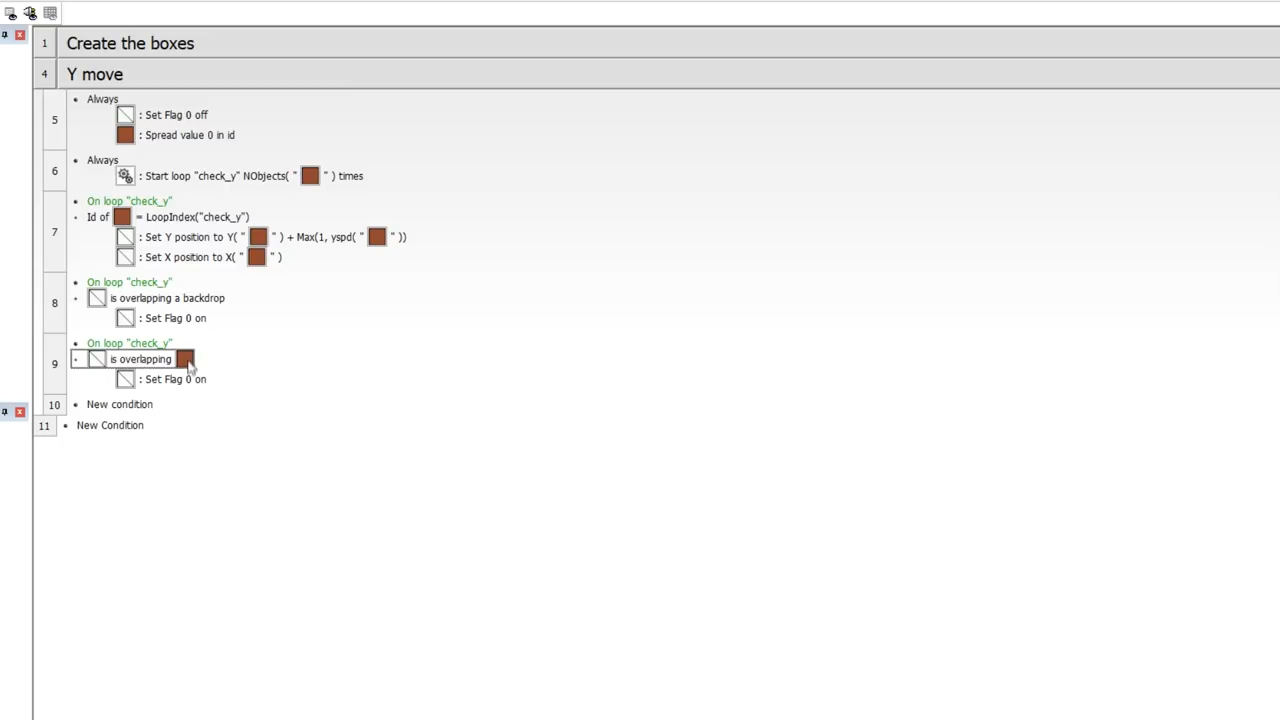 1 Create the boxes
4 Y move
5
• Always
: Set Flag 0 off
: Spread value 0 in id
6
• Always
: Start loop "check_y" NObjects( " " ) times
7
• On loop "check_y"
• Id of = LoopIndex("check_y")
: Set Y position to Y( " " ) + Max(1, yspd( " " ))
: Set X position to X( " " )
8
• On loop "check_y"
• is overlapping a backdrop
: Set Flag 0 on
9
• On loop "check_y"
• is overlapping
: Set Flag 0 on
10 • New condition
11 • New Condition